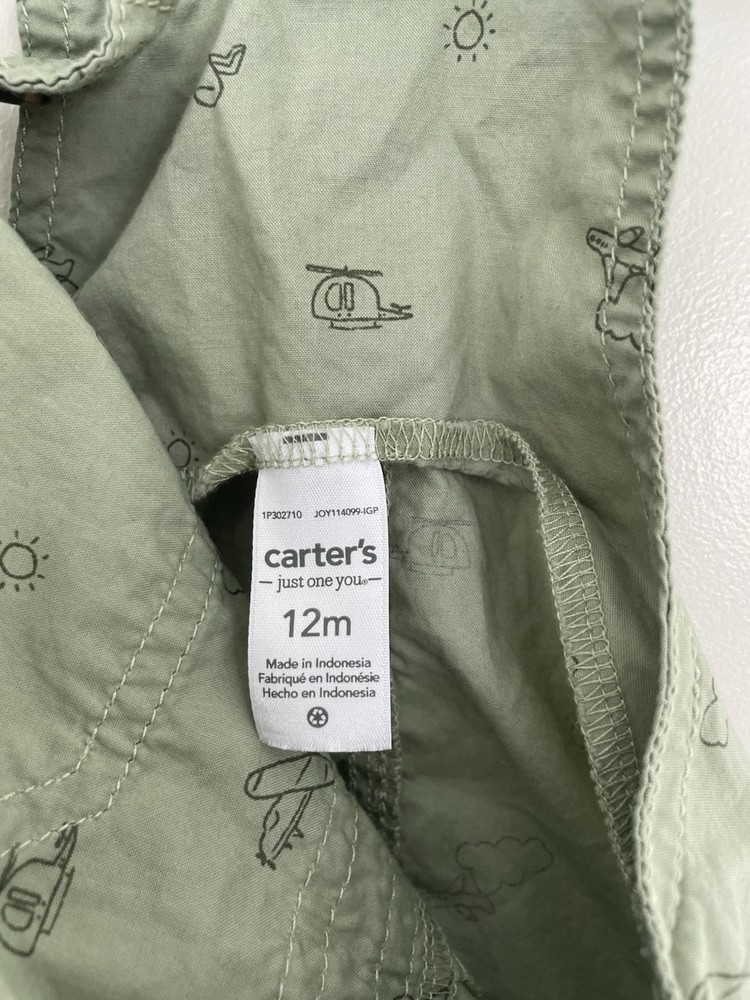 1P302710 JOY114099-IGP
carter's
just one you®
12m
Made in Indonesia
Fabriqué en Indonésie
Hecho en Indonesia